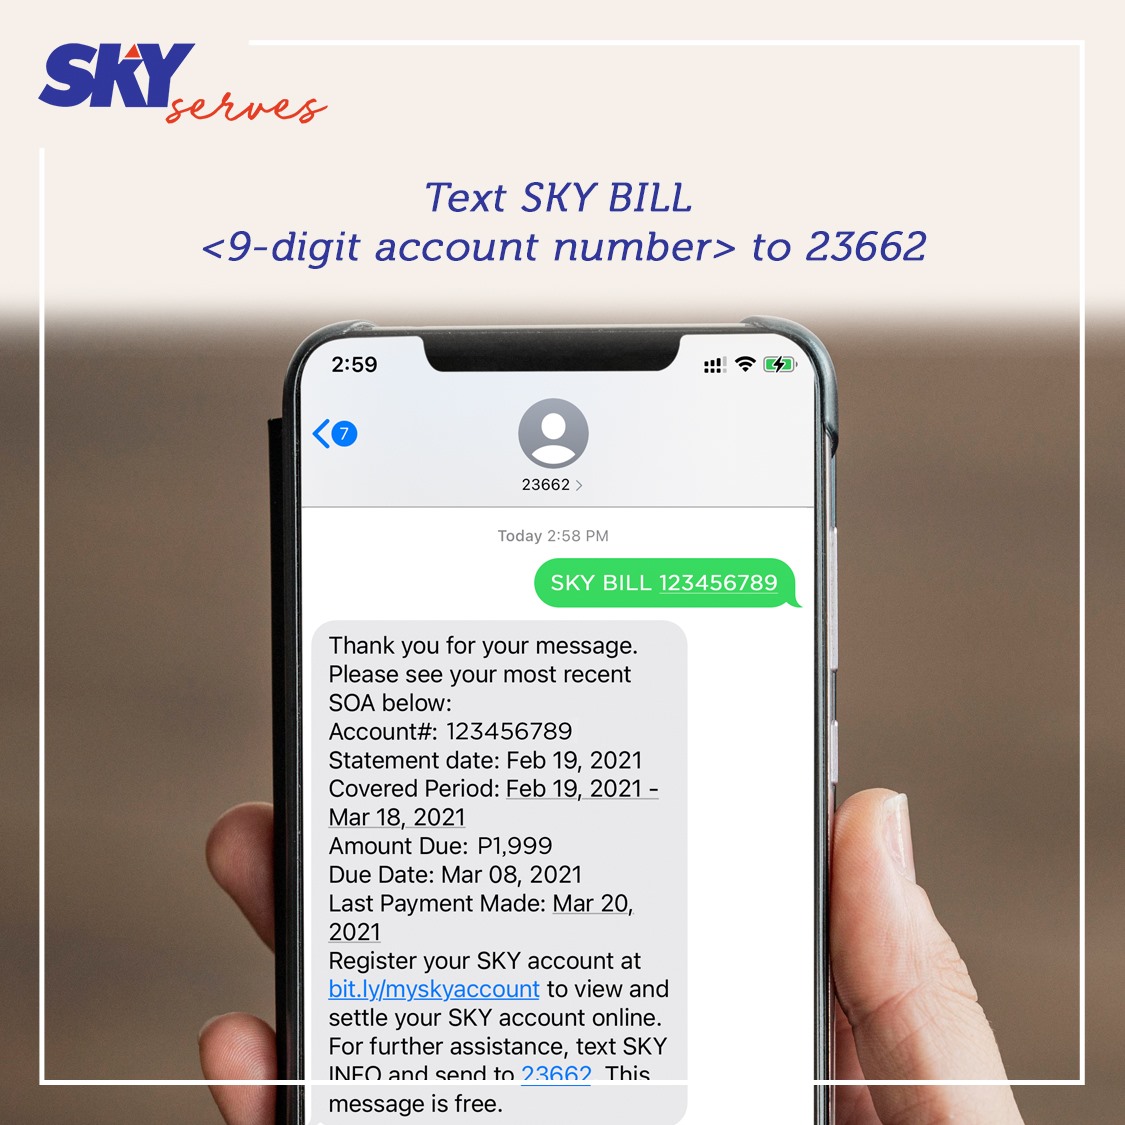 SKY
serves
Text SKY BILL
<9-digit account number> to 23662
2:59
7
23662 >
Today 2:58 PM
SKY BILL 123456789
Thank you for your message.
Please see your most recent
SOA below:
Account#: 123456789
Statement date: Feb 19, 2021
Covered Period: Feb 19, 2021 -
Mar 18, 2021
Amount Due: P1,999
Due Date: Mar 08, 2021
Last Payment Made: Mar 20,
2021
Register your SKY account at
bit.ly/myskyaccount to view and
settle your SKY account online.
For further assistance, text SKY
INFO and send to 23662. This
message is free.